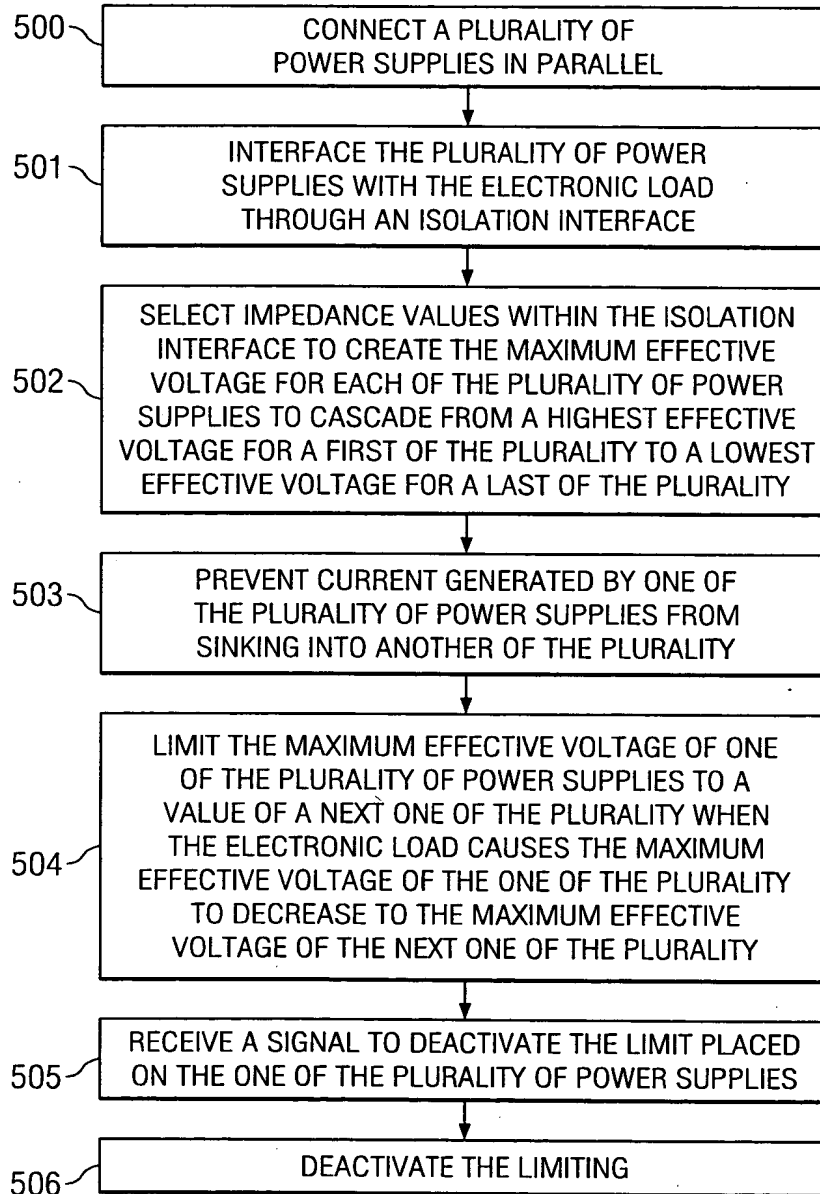 500
CONNECT A PLURALITY OF
POWER SUPPLIES IN PARALLEL
501
INTERFACE THE PLURALITY OF POWER
SUPPLIES WITH THE ELECTRONIC LOAD
THROUGH AN ISOLATION INTERFACE
502
SELECT IMPEDANCE VALUES WITHIN THE ISOLATION
INTERFACE TO CREATE THE MAXIMUM EFFECTIVE
VOLTAGE FOR EACH OF THE PLURALITY OF POWER
SUPPLIES TO CASCADE FROM A HIGHEST EFFECTIVE
VOLTAGE FOR A FIRST OF THE PLURALITY TO A LOWEST
EFFECTIVE VOLTAGE FOR A LAST OF THE PLURALITY
503
PREVENT CURRENT GENERATED BY ONE OF
THE PLURALITY OF POWER SUPPLIES FROM
SINKING INTO ANOTHER OF THE PLURALITY
504
LIMIT THE MAXIMUM EFFECTIVE VOLTAGE OF ONE
OF THE PLURALITY OF POWER SUPPLIES TO A
VALUE OF A NEXT ONE OF THE PLURALITY WHEN
THE ELECTRONIC LOAD CAUSES THE MAXIMUM
EFFECTIVE VOLTAGE OF THE ONE OF THE PLURALITY
TO DECREASE TO THE MAXIMUM EFFECTIVE
VOLTAGE OF THE NEXT ONE OF THE PLURALITY
505
RECEIVE A SIGNAL TO DEACTIVATE THE LIMIT PLACED
ON THE ONE OF THE PLURALITY OF POWER SUPPLIES
506
DEACTIVATE THE LIMITING